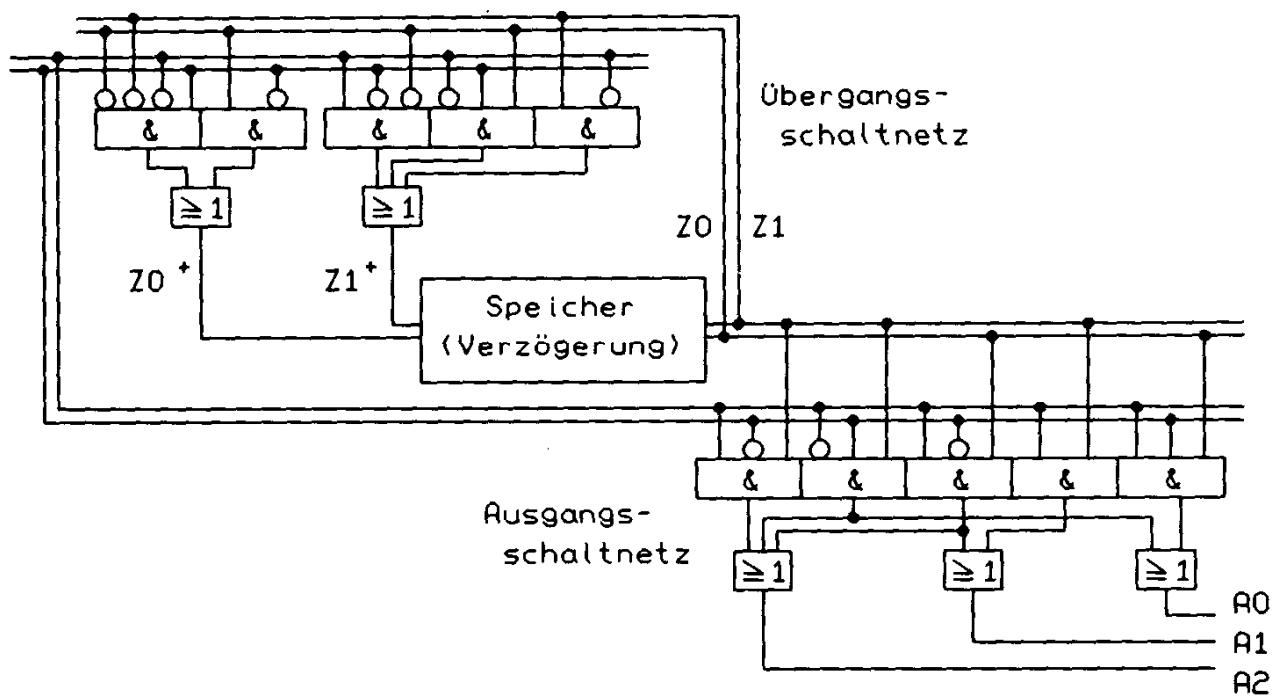 Übergangs-
schaltnetz
& & & & &
≧1 ≧1
Z0 Z1
Z0⁺ Z1⁺
Speicher
(Verzögerung)
& & & & &
Ausgangs-
schaltnetz
≧1 ≧1 ≧1
A0
A1
A2